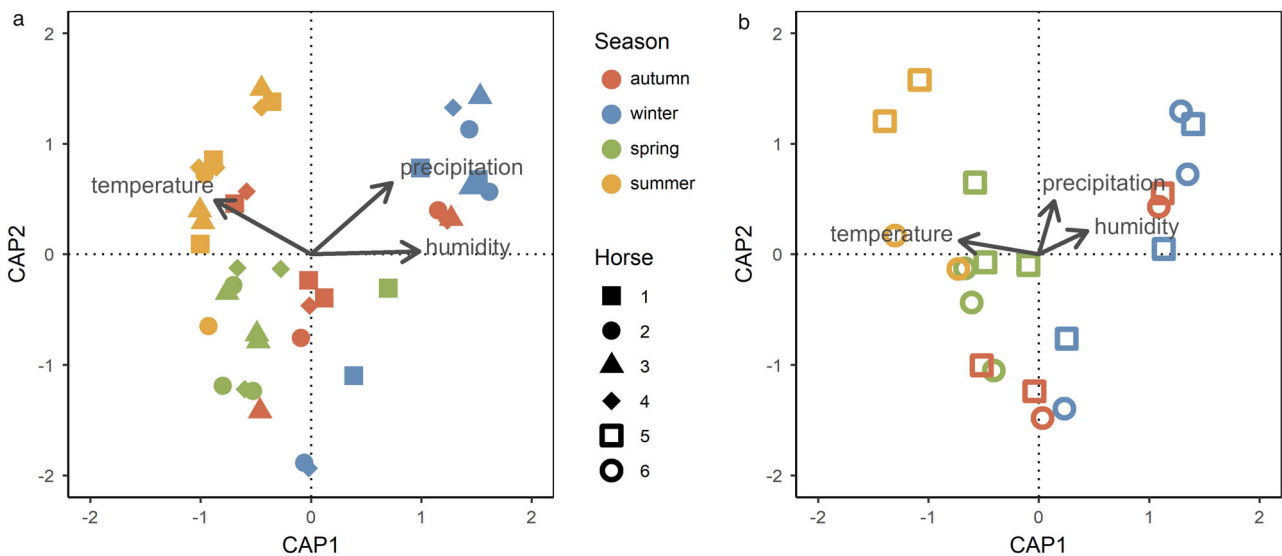 a
2
1
0
-1
-2
-2
-1
0
1
2
CAP1
CAP2
temperature
precipitation
humidity
Season
autumn
winter
spring
summer
Horse
1
2
3
4
5
6
b
2
1
0
-1
-2
-2
-1
0
1
2
CAP1
CAP2
temperature
precipitation
humidity